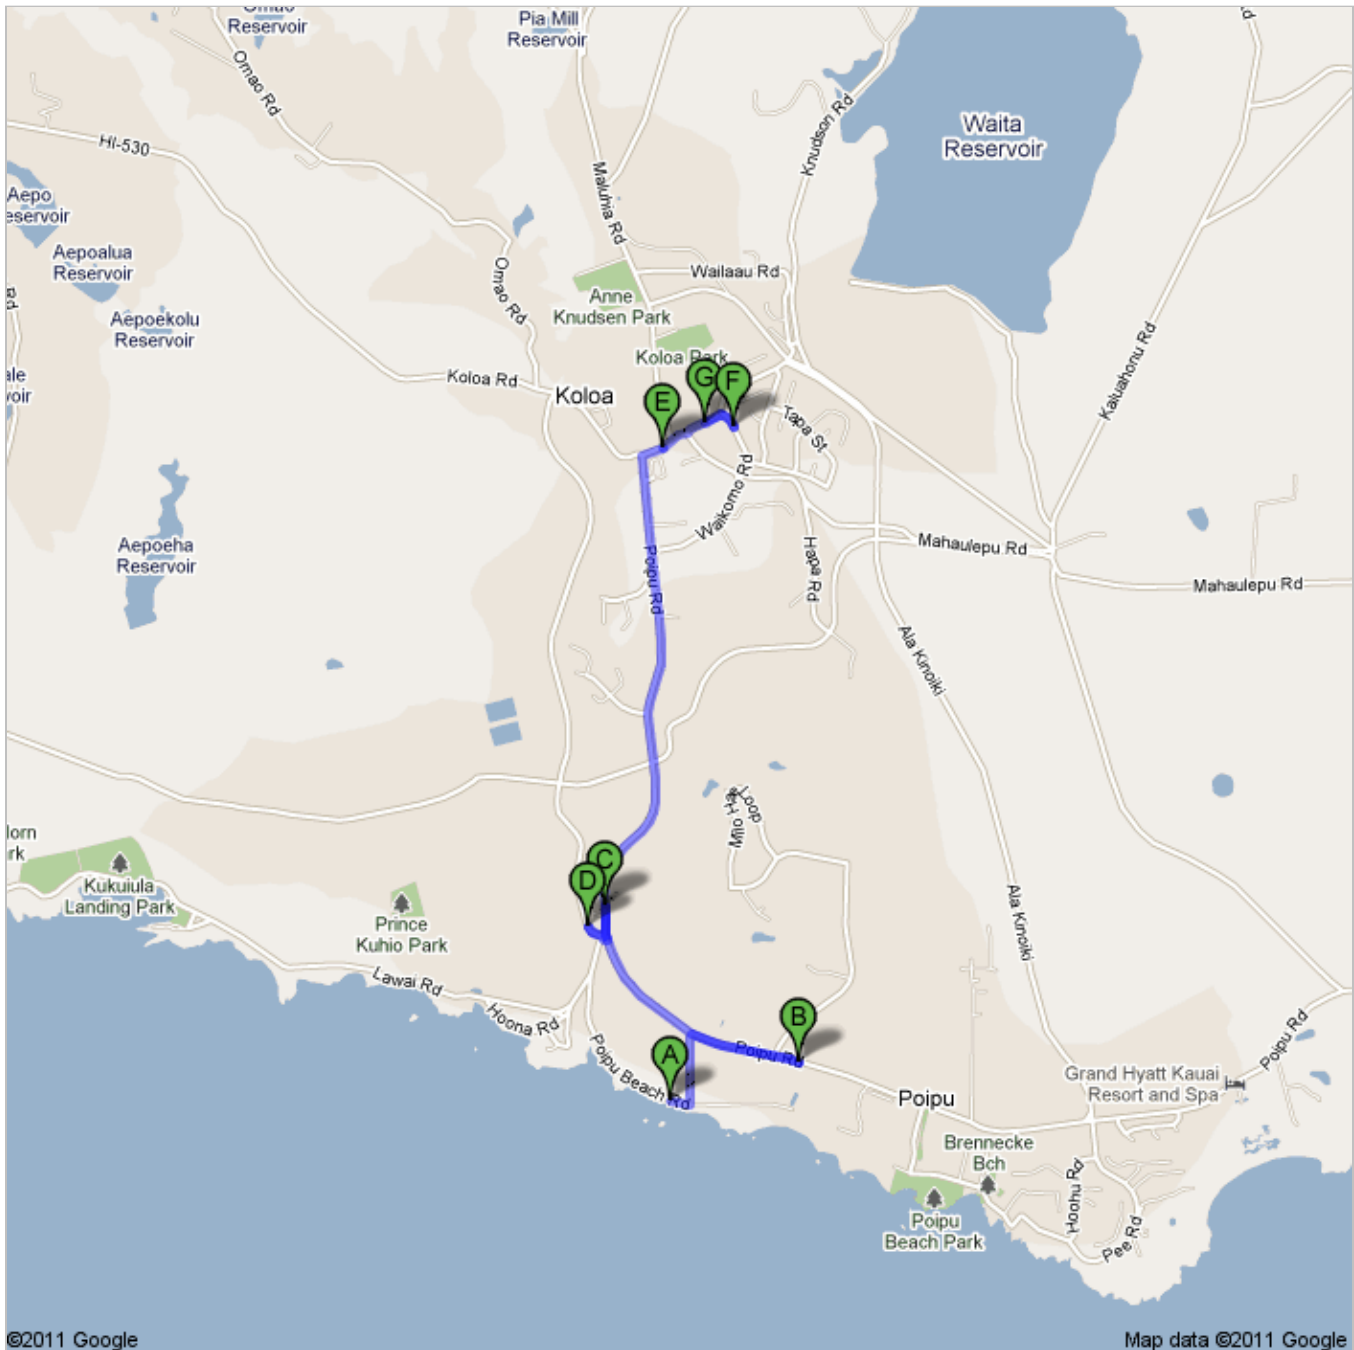 Omao
Reservoir
Pia Mill
Reservoir
Omao Rd
HI-530
Knudson Rd
Waita
Reservoir
Maluhia Rd
Aepo
eservoir
Aepoalua
Reservoir
Omao Rd
Wailaau Rd
Anne
Knudsen Park
Aepoekolu
Reservoir
Kaluahonu Rd
Koloa Park
Koloa Rd
Koloa
G
F
E
Tapa St
Waikomo Rd
Aepoeha
Reservoir
Poipu Rd
Hapa Rd
Mahaulepu Rd
Mahaulepu Rd
Ala Kinoiki
Milo Hae
Loop
C
D
Kukuiula
Landing Park
Prince
Kuhio Park
Ala Kinoiki
Lawai Rd
Hoona Rd
B
A
Poipu Rd
Poipu Rd
Poipu Beach Rd
Grand Hyatt Kauai
Resort and Spa
Poipu
Brennecke
Bch
Hoohu Rd
Poipu
Beach Park
Pee Rd
©2011 Google
Map data ©2011 Google